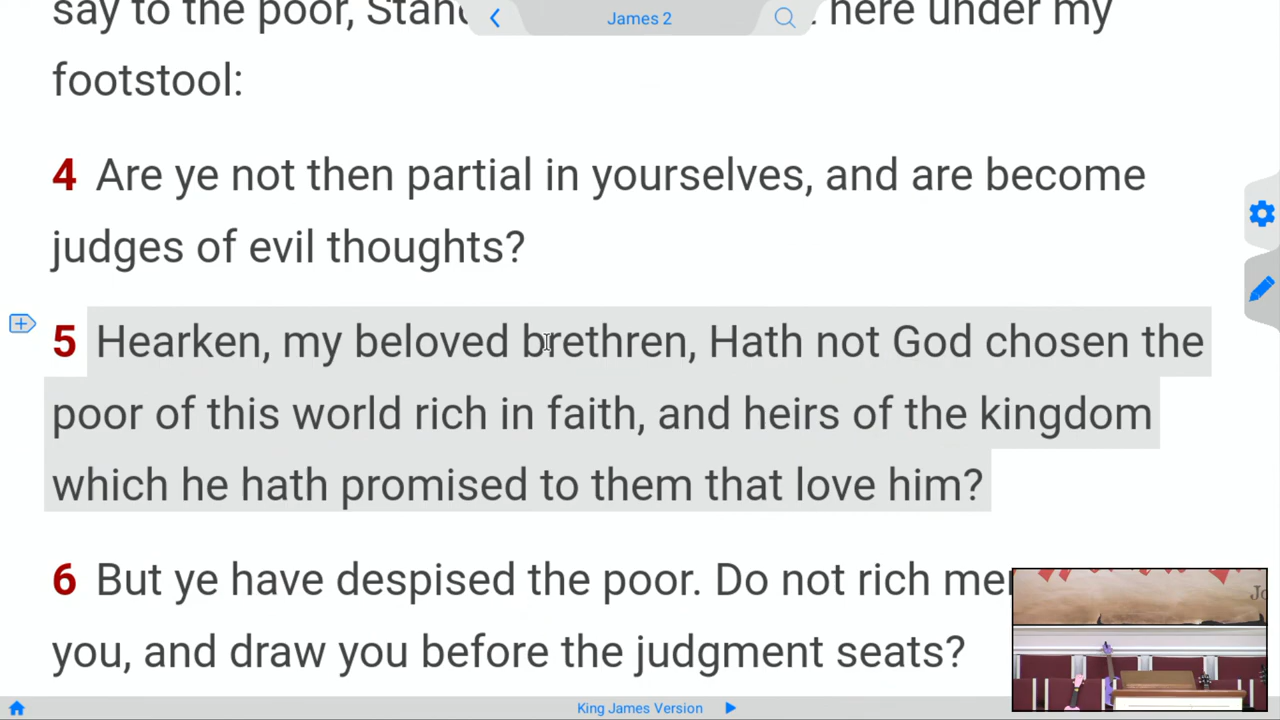 say to the poor, Stand here under my
James 2
footstool:
4 Are ye not then partial in yourselves, and are become
judges of evil thoughts?
5 Hearken, my beloved brethren, Hath not God chosen the
poor of this world rich in faith, and heirs of the kingdom
which he hath promised to them that love him?
6 But ye have despised the poor. Do not rich men
you, and draw you before the judgment seats?
King James Version